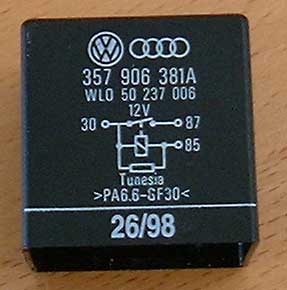 357 906 381A
WLO 50 237 006
12V
30 87
85
Tunesia
>PA6.6-GF30<
26/98